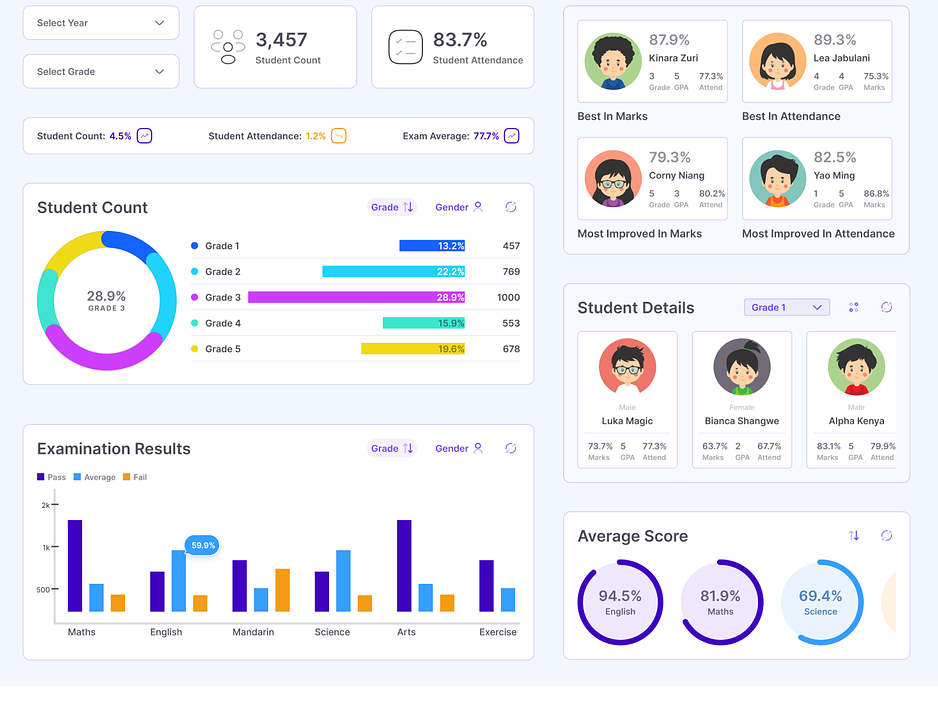 Select Year
Select Grade
3,457
Student Count
83.7%
Student Attendance
Student Count: 4.5%
Student Attendance: 1.2%
Exam Average: 77.7%
Student Count
Grade
Gender
28.9%
GRADE 3
Grade 1 13.2% 457
Grade 2 22.2% 769
Grade 3 28.9% 1000
Grade 4 15.9% 553
Grade 5 19.6% 678
Examination Results
Grade
Gender
Pass Average Fail
2k
1k
500
59.9%
Maths English Mandarin Science Arts Exercise
87.9%
Kinara Zuri
3 5 77.3%
Grade GPA Attend
Best In Marks
89.3%
Lea Jabulani
4 4 75.3%
Grade GPA Marks
Best In Attendance
79.3%
Corny Niang
5 3 80.2%
Grade GPA Attend
Most Improved In Marks
82.5%
Yao Ming
1 5 86.8%
Grade GPA Marks
Most Improved In Attendance
Student Details
Grade 1
Male
Luka Magic
73.7% 5 77.3%
Marks GPA Attend
Female
Bianca Shangwe
63.7% 2 67.7%
Marks GPA Attend
Male
Alpha Kenya
83.1% 5 79.9%
Marks GPA Attend
Average Score
94.5%
English
81.9%
Maths
69.4%
Science